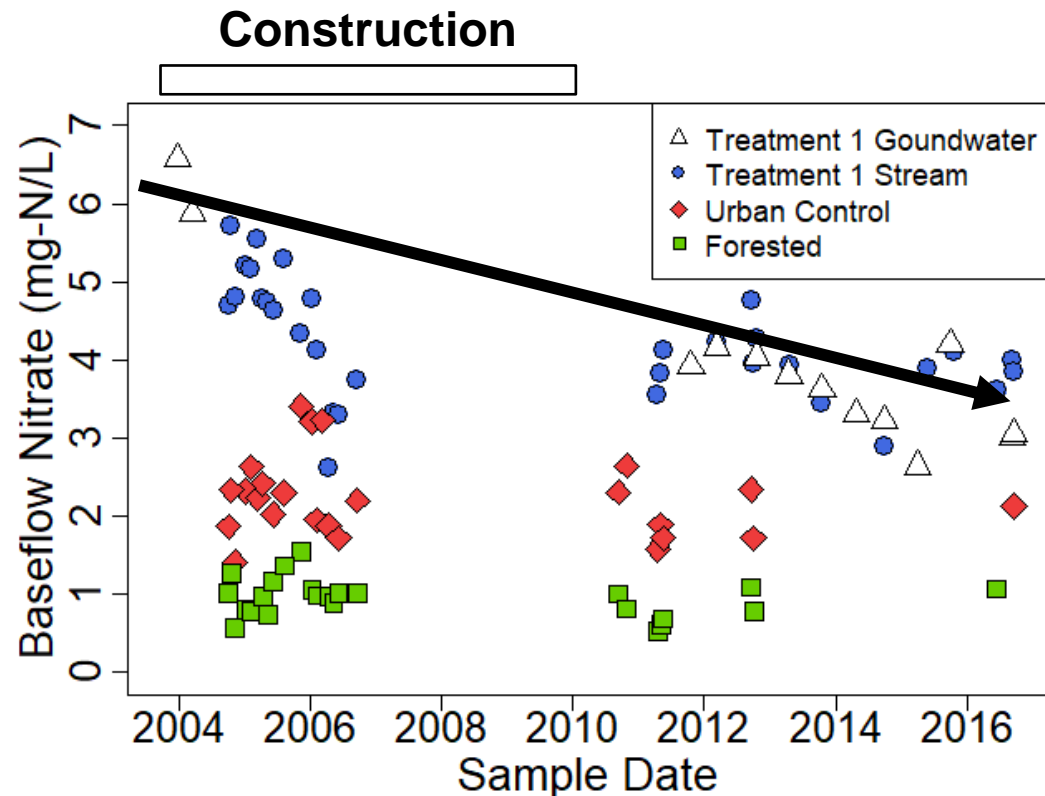 Construction
Baseflow Nitrate (mg-N/L)
7
6
5
4
3
2
1
0
Treatment 1 Goundwater
Treatment 1 Stream
Urban Control
Forested
2004 2006 2008 2010 2012 2014 2016
Sample Date